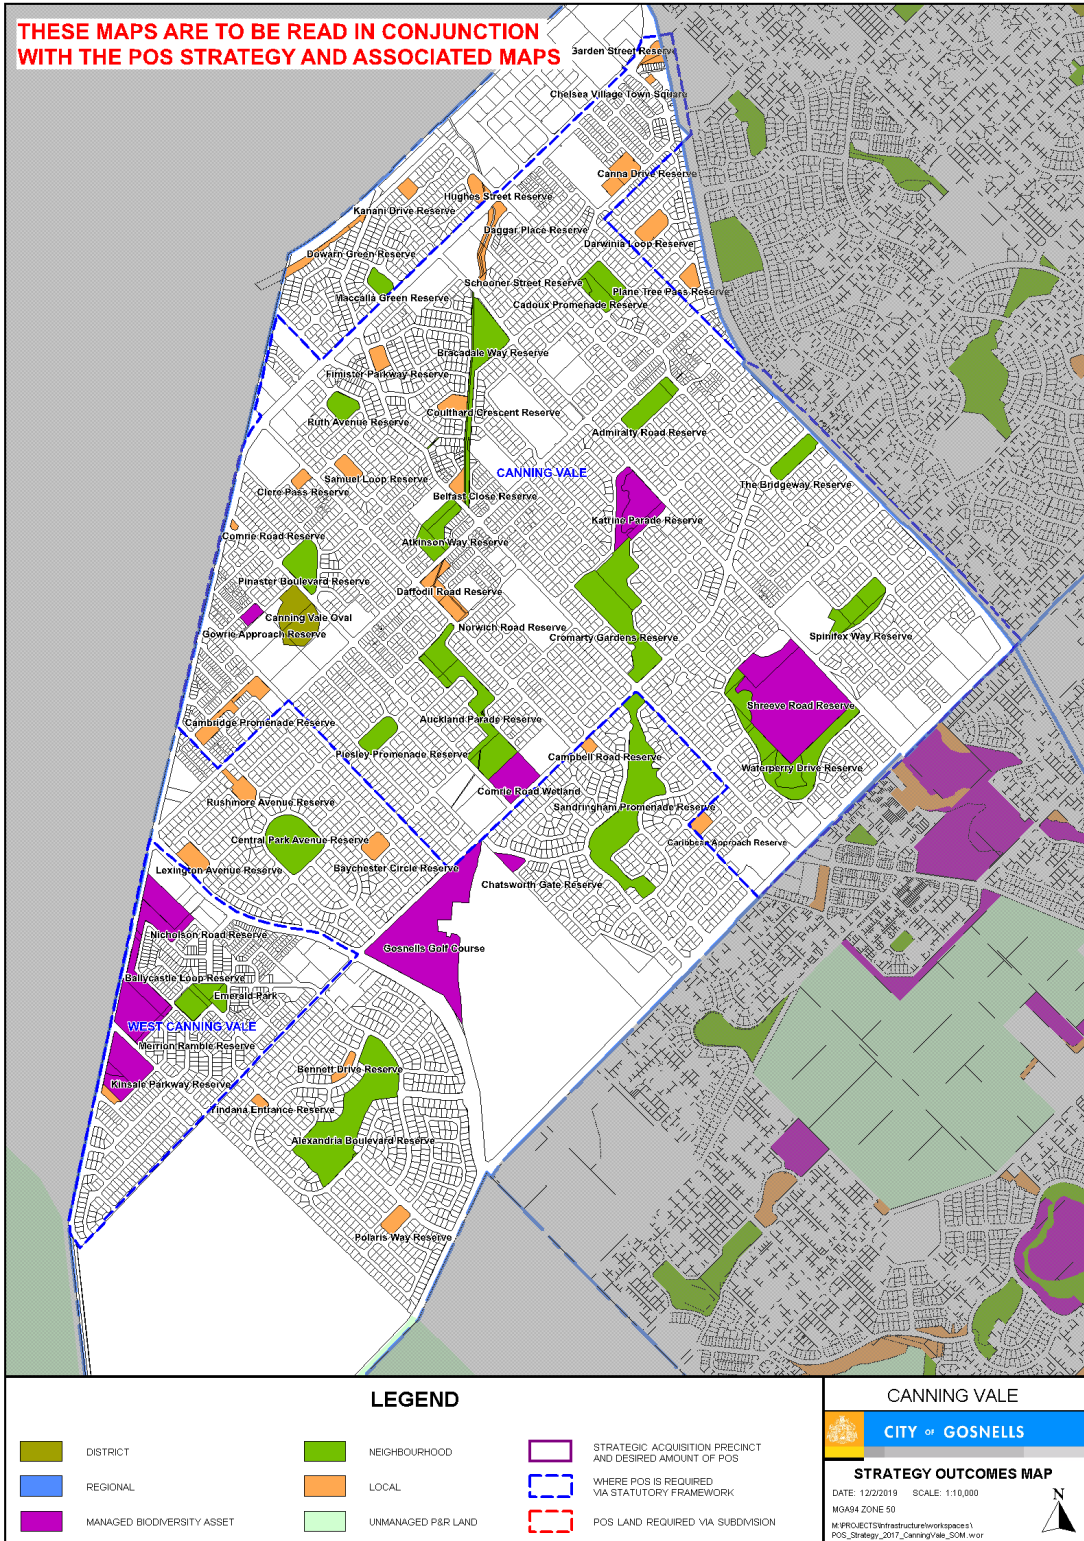 THESE MAPS ARE TO BE READ IN CONJUNCTION
WITH THE POS STRATEGY AND ASSOCIATED MAPS
Garden Street Reserve
Chelsea Village Town Square
Canna Drive Reserve
Hughes Street Reserve
Kanani Drive Reserve
Daggar Place Reserve
Darwinia Loop Reserve
Dowarn Green Reserve
Schooner Street Reserve
Plane Tree Pass Reserve
Maccalla Green Reserve
Cadoux Promenade Reserve
Bracadale Way Reserve
Fimister Parkway Reserve
Coulthard Crescent Reserve
Ruth Avenue Reserve
Admiralty Road Reserve
CANNING VALE
Samuel Loop Reserve
The Bridgeway Reserve
Clere Pass Reserve
Belfast Close Reserve
Katrine Parade Reserve
Comrie Road Reserve
Atkinson Way Reserve
Pinaster Boulevard Reserve
Daffodil Road Reserve
Canning Vale Oval
Norwich Road Reserve
Gowrie Approach Reserve
Cromarty Gardens Reserve
Spinifex Way Reserve
Shreeve Road Reserve
Cambridge Promenade Reserve
Auckland Parade Reserve
Piesley Promenade Reserve
Campbell Road Reserve
Waterperry Drive Reserve
Comrie Road Wetland
Rushmore Avenue Reserve
Sandringham Promenade Reserve
Central Park Avenue Reserve
Caribbean Approach Reserve
Lexington Avenue Reserve
Baychester Circle Reserve
Chatsworth Gate Reserve
Nicholson Road Reserve
Gosnells Golf Course
Ballycastle Loop Reserve
Emerald Park
WEST CANNING VALE
Merrion Ramble Reserve
Bennett Drive Reserve
Kinsale Parkway Reserve
Yindana Entrance Reserve
Alexandria Boulevard Reserve
Polaris Way Reserve
LEGEND
DISTRICT
REGIONAL
MANAGED BIODIVERSITY ASSET
NEIGHBOURHOOD
LOCAL
UNMANAGED P&R LAND
STRATEGIC ACQUISITION PRECINCT
AND DESIRED AMOUNT OF POS
WHERE POS IS REQUIRED
VIA STATUTORY FRAMEWORK
POS LAND REQUIRED VIA SUBDIVISION
CANNING VALE
CITY OF GOSNELLS
STRATEGY OUTCOMES MAP
DATE: 12/2/2019 SCALE: 1:10,000
MGA94 ZONE 50
N
M:\PROJECTS\Infrastructure\workspaces\
POS_Strategy_2017_CanningVale_SOM.wor